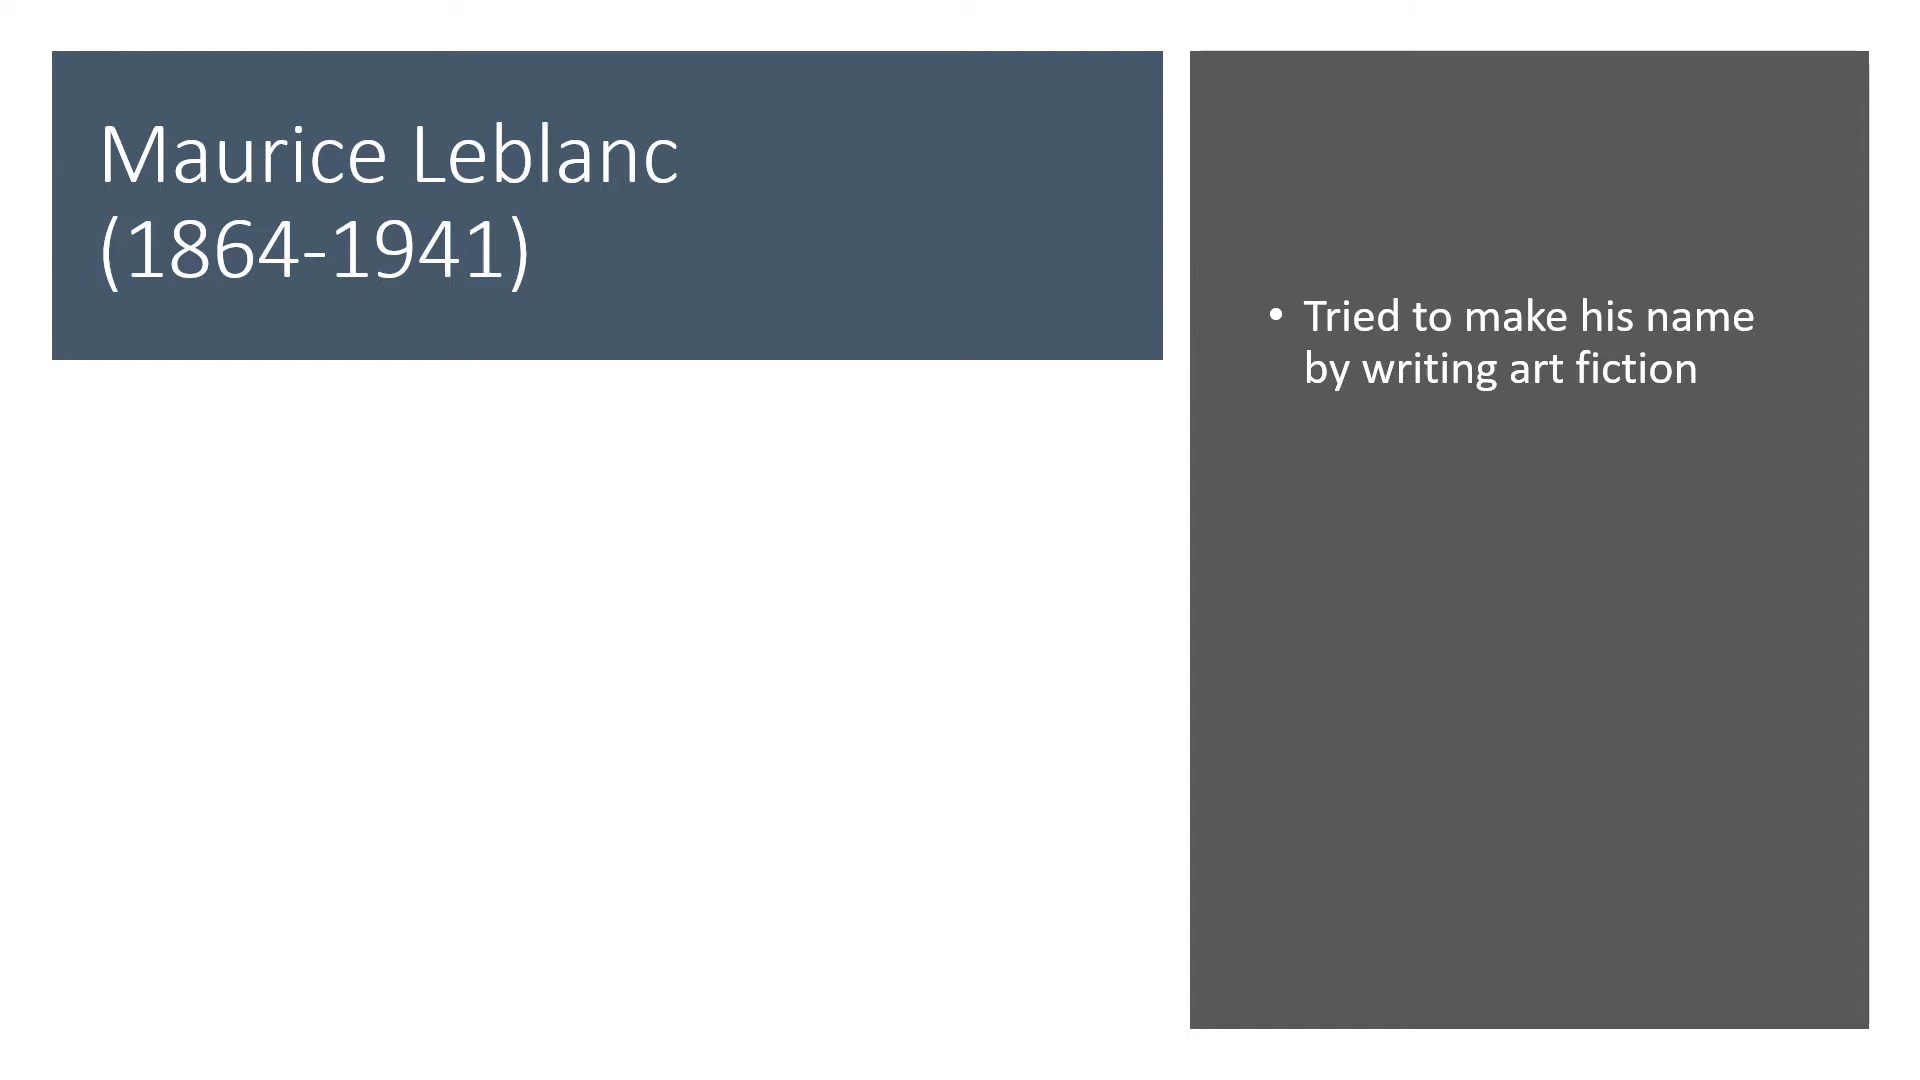 Maurice Leblanc
(1864-1941)
• Tried to make his name
by writing art fiction